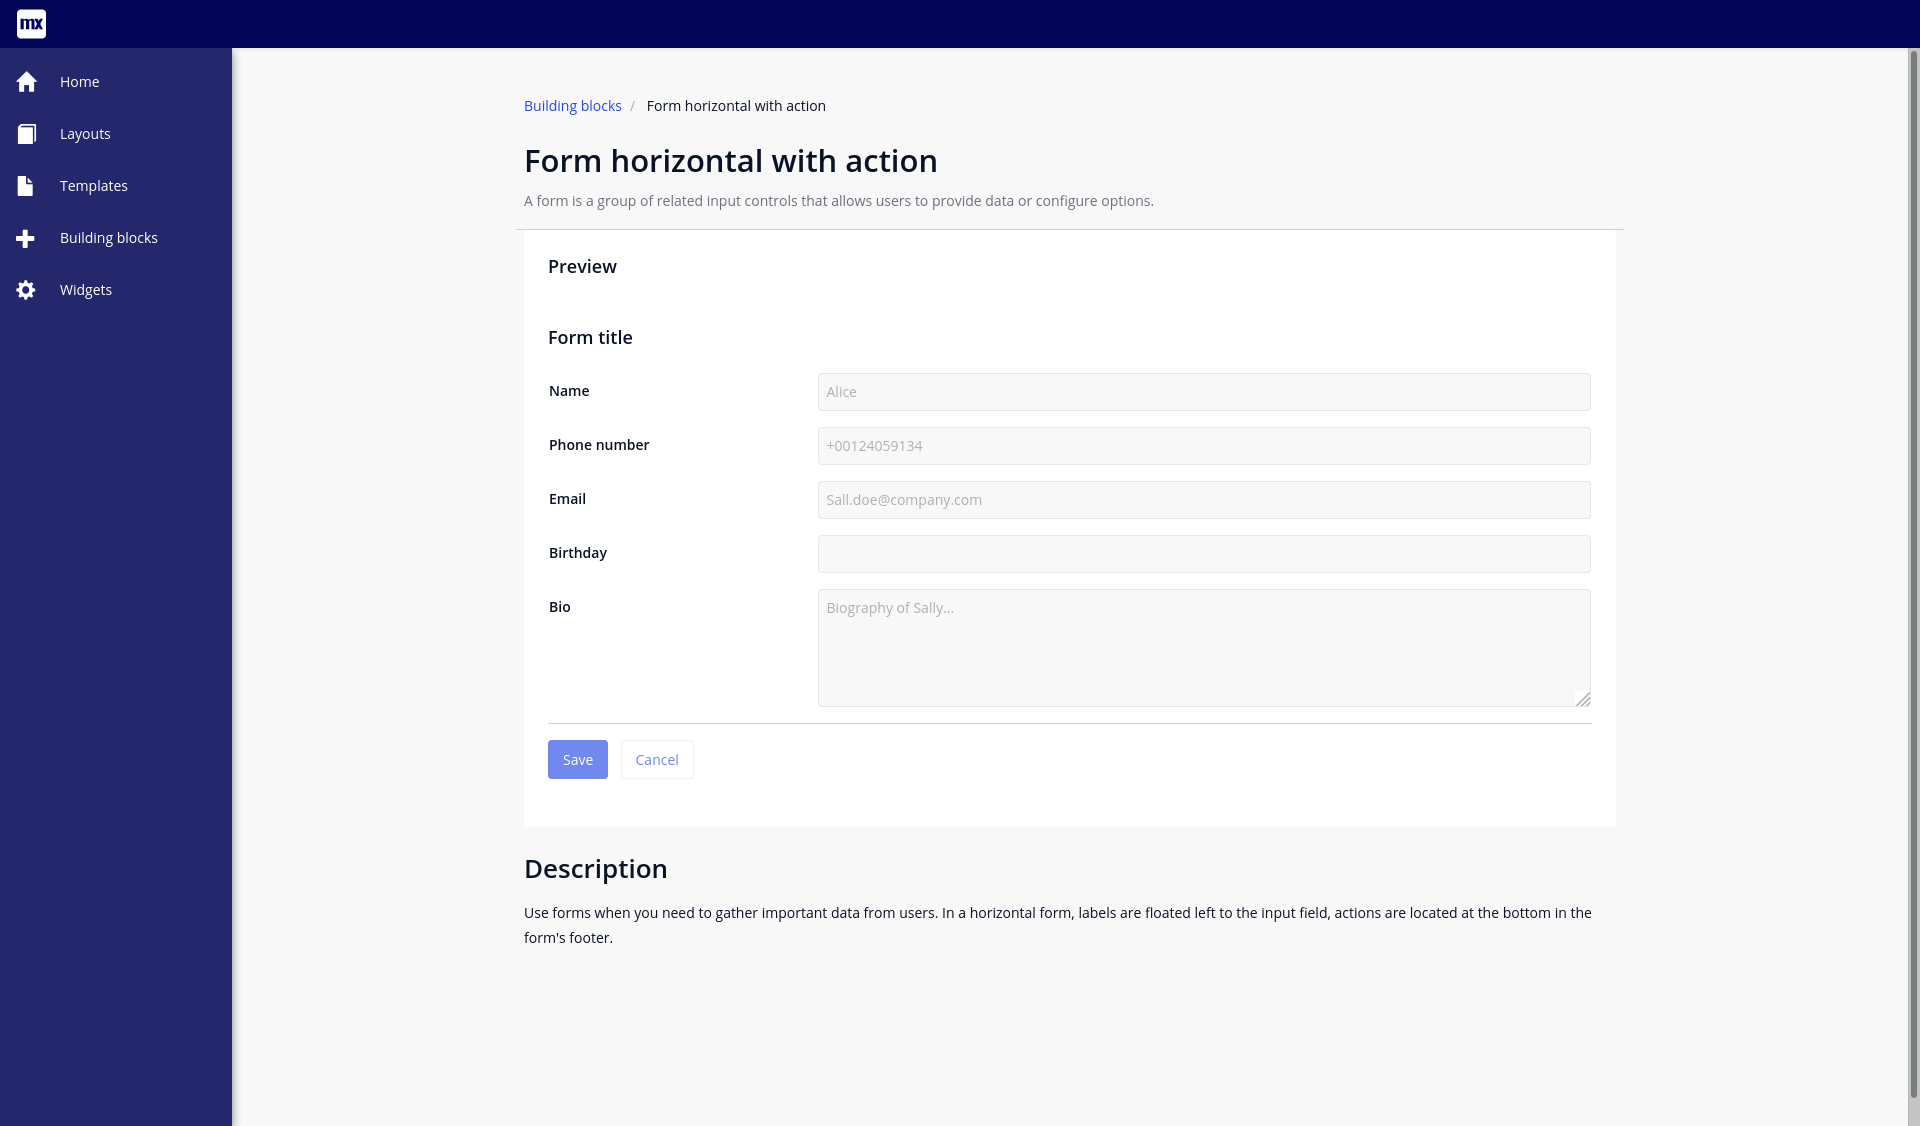 mx
Home
Layouts
Templates
Building blocks
Widgets
Building blocks / Form horizontal with action
Form horizontal with action
A form is a group of related input controls that allows users to provide data or configure options.
Preview
Form title
Name Alice
Phone number +00124059134
Email Sall.doe@company.com
Birthday
Bio Biography of Sally...
Save Cancel
Description
Use forms when you need to gather important data from users. In a horizontal form, labels are floated left to the input field, actions are located at the bottom in the
form's footer.